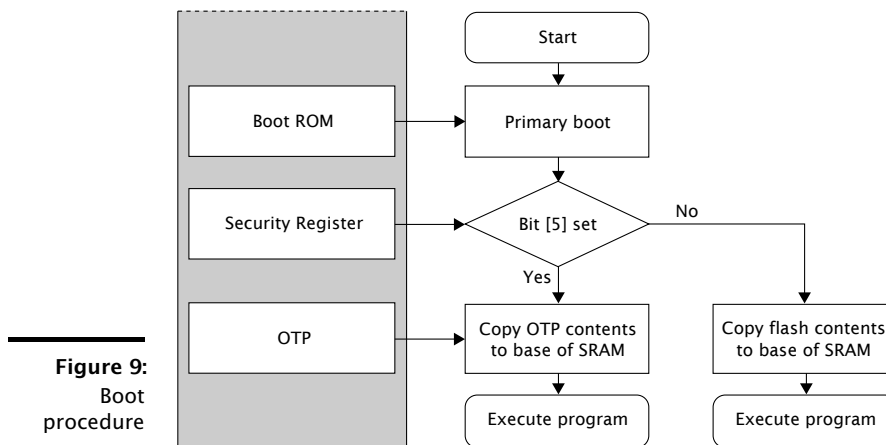 Start
Boot ROM
Primary boot
Security Register
Bit [5] set
No
Yes
OTP
Copy OTP contents
to base of SRAM
Copy flash contents
to base of SRAM
Execute program
Execute program
Figure 9:
Boot
procedure